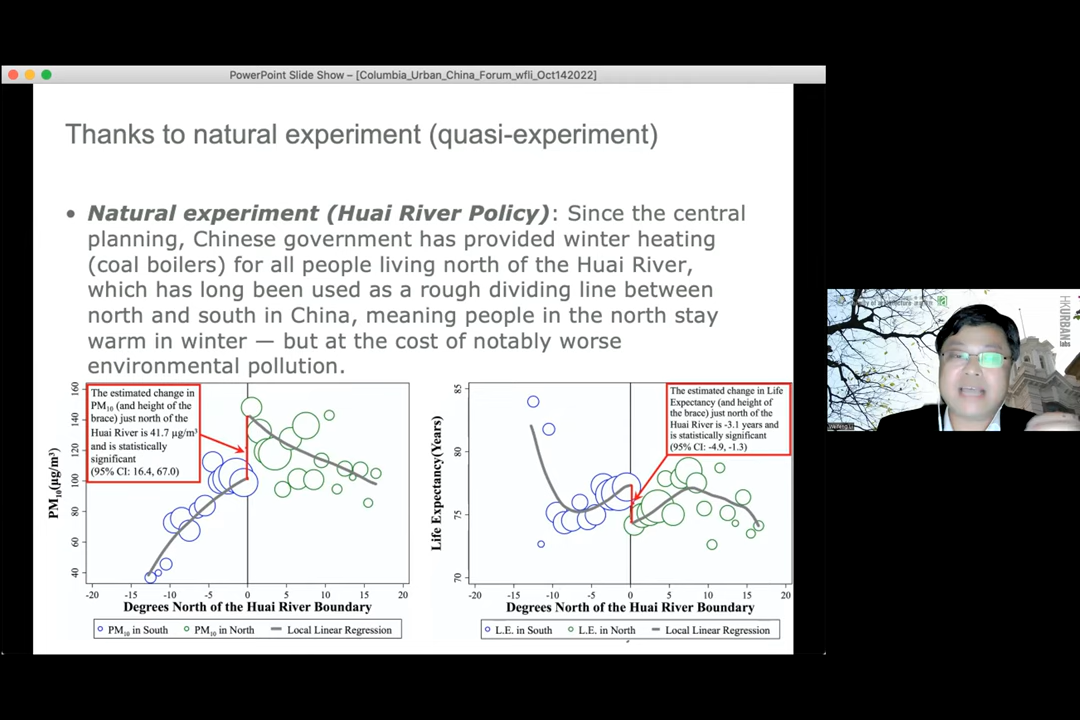 PowerPoint Slide Show – [Columbia_Urban_China_Forum_wfli_Oct142022]
Thanks to natural experiment (quasi-experiment)
• Natural experiment (Huai River Policy): Since the central
planning, Chinese government has provided winter heating
(coal boilers) for all people living north of the Huai River,
which has long been used as a rough dividing line between
north and south in China, meaning people in the north stay
warm in winter — but at the cost of notably worse
environmental pollution.
The estimated change in
PM10 (and height of the
brace) just north of the
Huai River is 41.7 µg/m³
and is statistically
significant
(95% CI: 16.4, 67.0)
PM10(µg/m³)
160
140
120
100
80
60
40
-20 -15 -10 -5 0 5 10 15 20
Degrees North of the Huai River Boundary
PM10 in South PM10 in North Local Linear Regression
The estimated change in Life
Expectancy (and height of
the brace) just north of the
Huai River is -3.1 years and
is statistically significant
(95% CI: -4.9, -1.3)
Life Expectancy(Years)
85
80
75
70
-20 -15 -10 -5 0 5 10 15 20
Degrees North of the Huai River Boundary
L.E. in South L.E. in North Local Linear Regression
HKURBAN